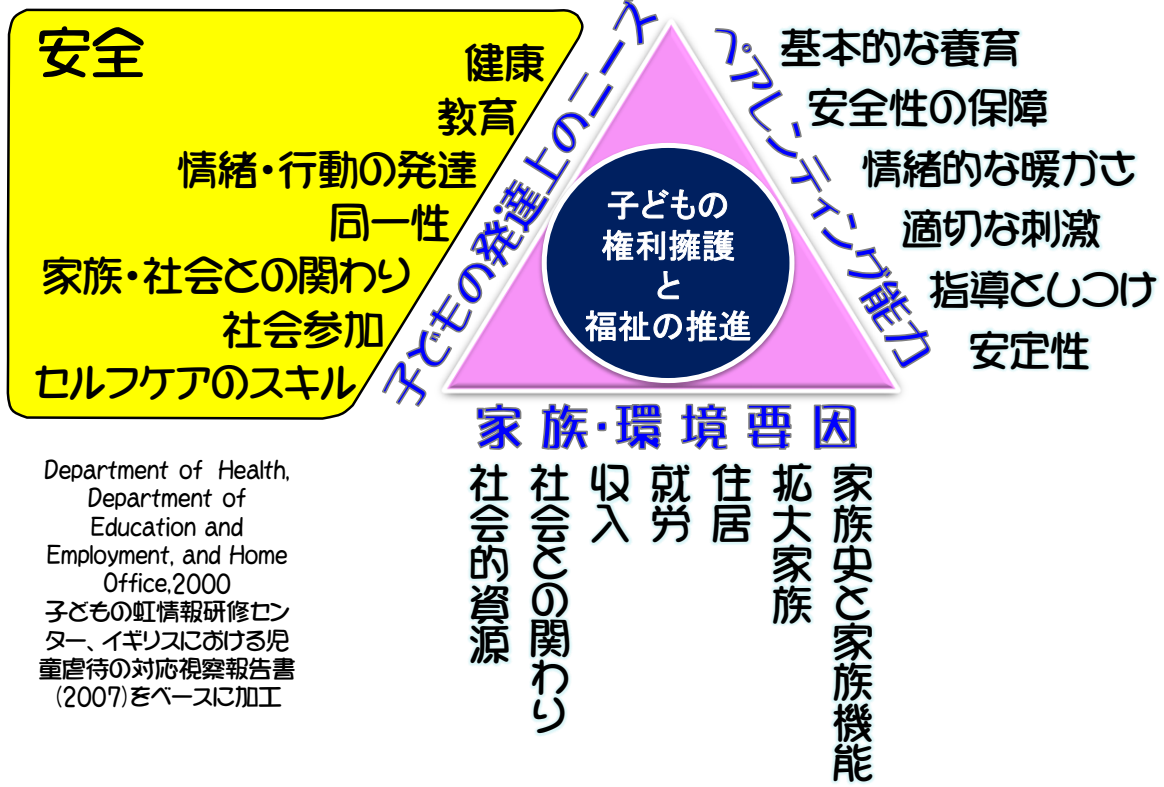 安全
健康
教育
情緒・行動の発達
同一性
家族・社会との関わり
社会参加
セルフケアのスキル
子どもの発達上のニーズ
ペアレンティング能力
基本的な養育
安全性の保障
情緒的な暖かさ
適切な刺激
指導としつけ
安定性
子どもの
権利擁護
と
福祉の推進
家族・環境要因
社会的資源
社会との関わり
収入
就労
住居
拡大家族
家族史と家族機能
Department of Health,
Department of
Education and
Employment, and Home
Office,2000
子どもの虹情報研修セン
ター、イギリスにおける児
童虐待の対応視察報告書
(2007)をベースに加工